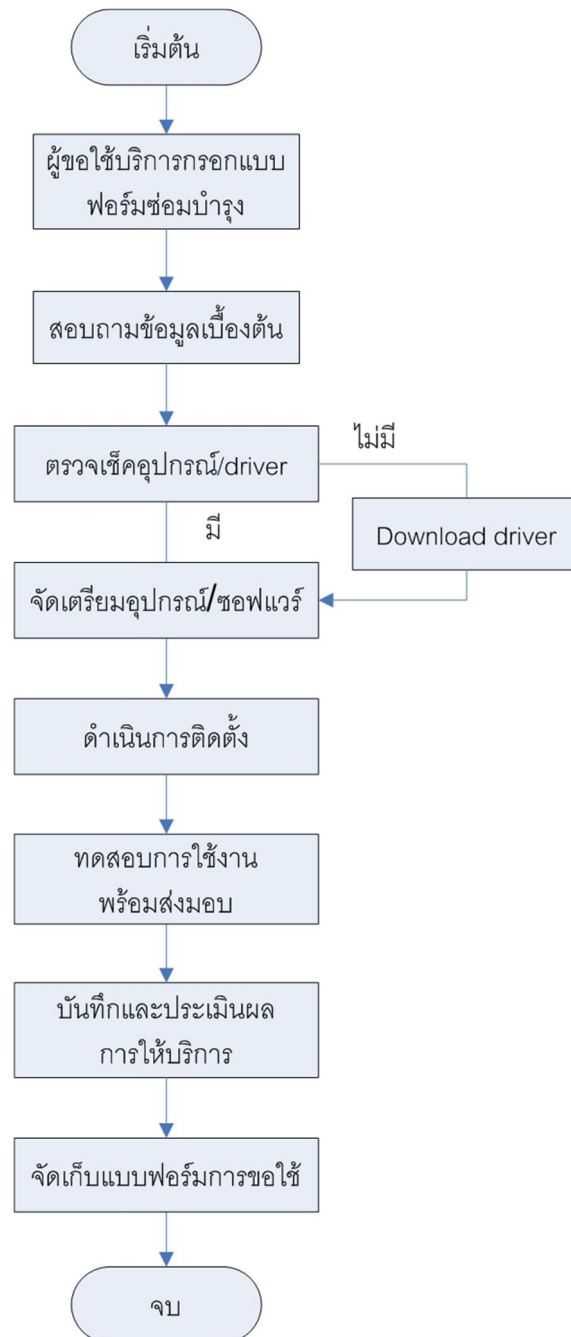 เริ่มต้น
ผู้ขอใช้บริการกรอกแบบ
ฟอร์มซ่อมบำรุง
สอบถามข้อมูลเบื้องต้น
ตรวจเช็คอุปกรณ์/driver
ไม่มี
มี
Download driver
จัดเตรียมอุปกรณ์/ซอฟแวร์
ดำเนินการติดตั้ง
ทดสอบการใช้งาน
พร้อมส่งมอบ
บันทึกและประเมินผล
การให้บริการ
จัดเก็บแบบฟอร์มการขอใช้
จบ